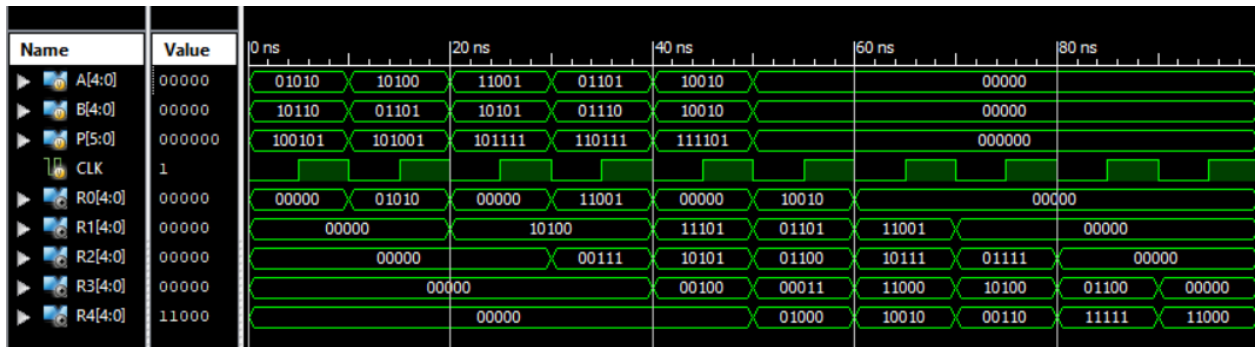 Name Value 0 ns 20 ns 40 ns 60 ns 80 ns
A[4:0] 00000 01010 10100 11001 01101 10010 00000
B[4:0] 00000 10110 01101 10101 01110 10010 00000
P[5:0] 000000 100101 101001 101111 110111 111101 000000
CLK 1
R0[4:0] 00000 00000 01010 00000 11001 00000 10010 00000
R1[4:0] 00000 00000 10100 11101 01101 11001 00000
R2[4:0] 00000 00000 00111 10101 01100 10111 01111 00000
R3[4:0] 00000 00000 00100 00011 11000 10100 01100 00000
R4[4:0] 11000 00000 01000 10010 00110 11111 11000